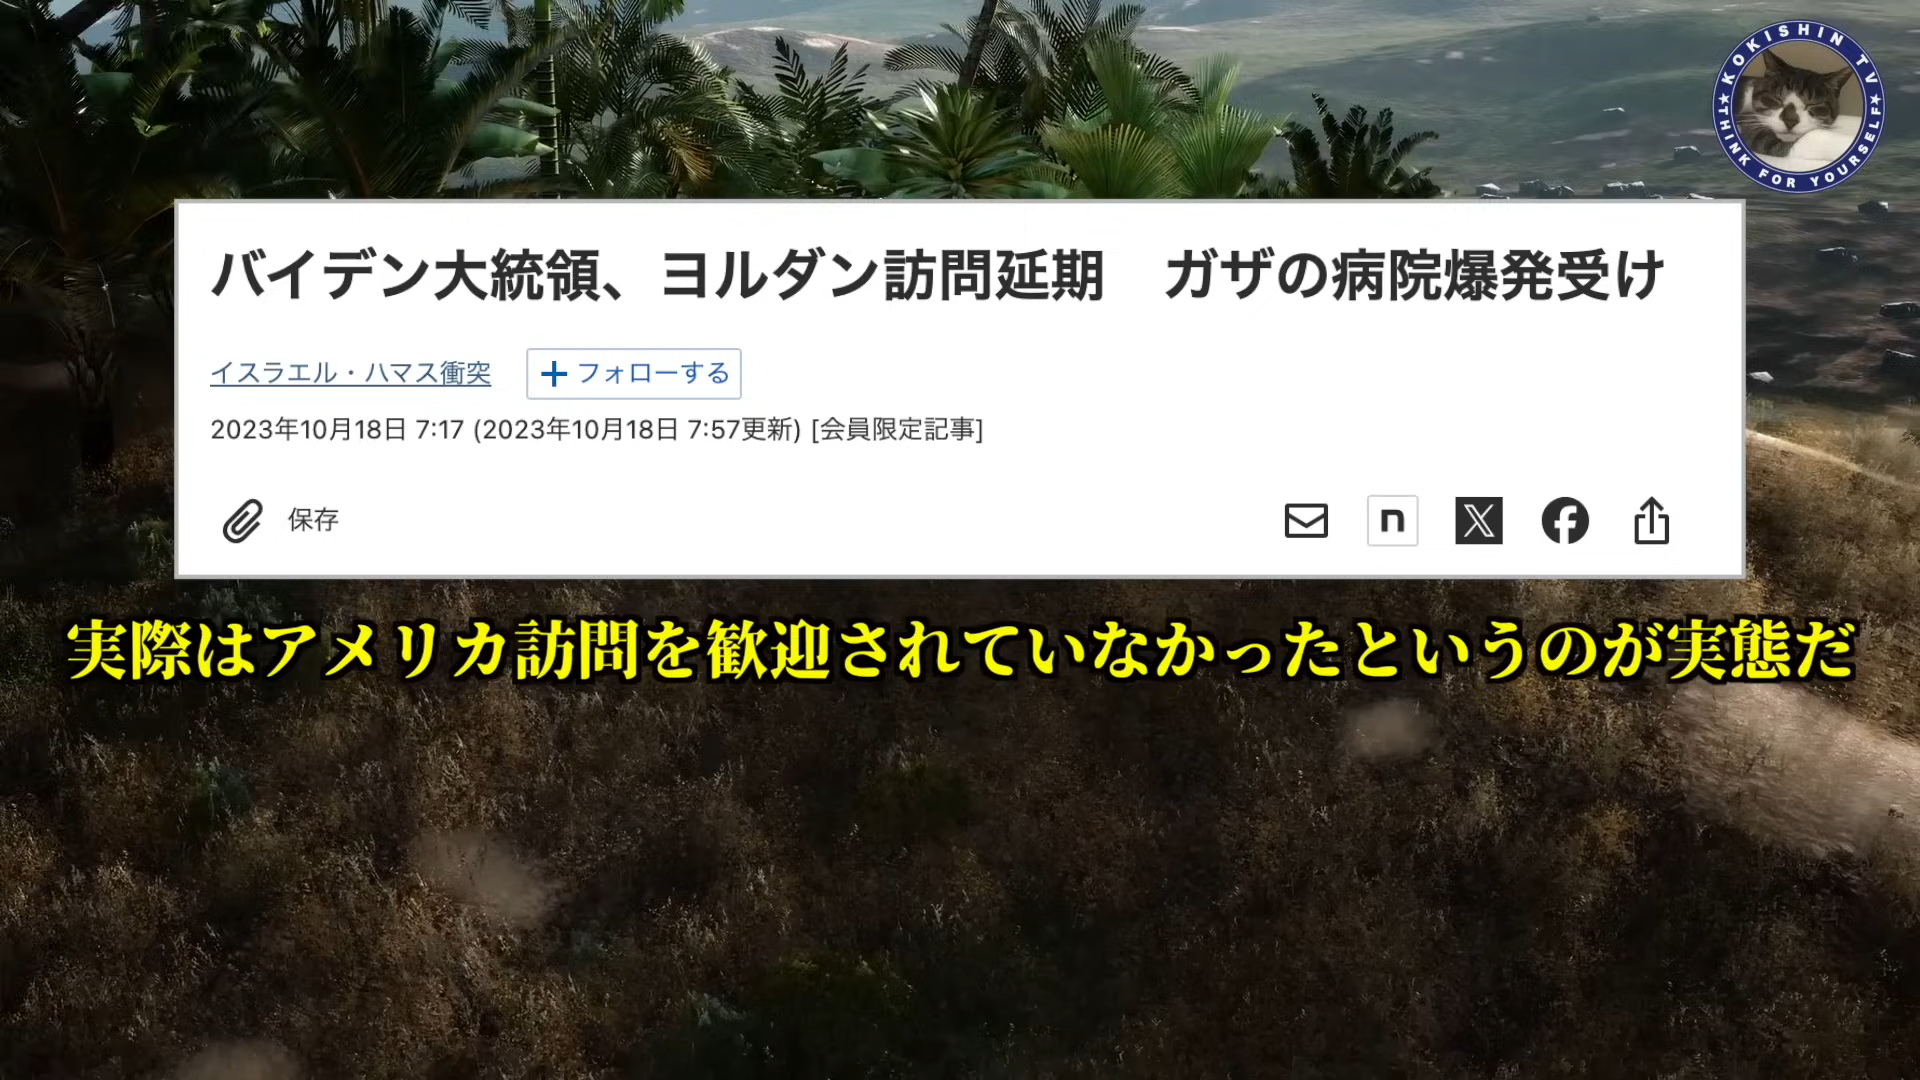 KOKISHIN TV
THINK FOR YOURSELF
バイデン大統領、ヨルダン訪問延期　ガザの病院爆発受け
イスラエル・ハマス衝突
フォローする
2023年10月18日 7:17 (2023年10月18日 7:57更新) [会員限定記事]
保存
実際はアメリカ訪問を歓迎されていなかったというのが実態だ